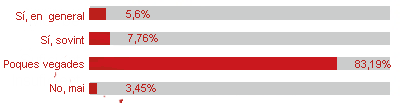 Sí, en general 5,6%
Sí, sovint 7,76%
Poques vegades 83,19%
No, mai 3,45%